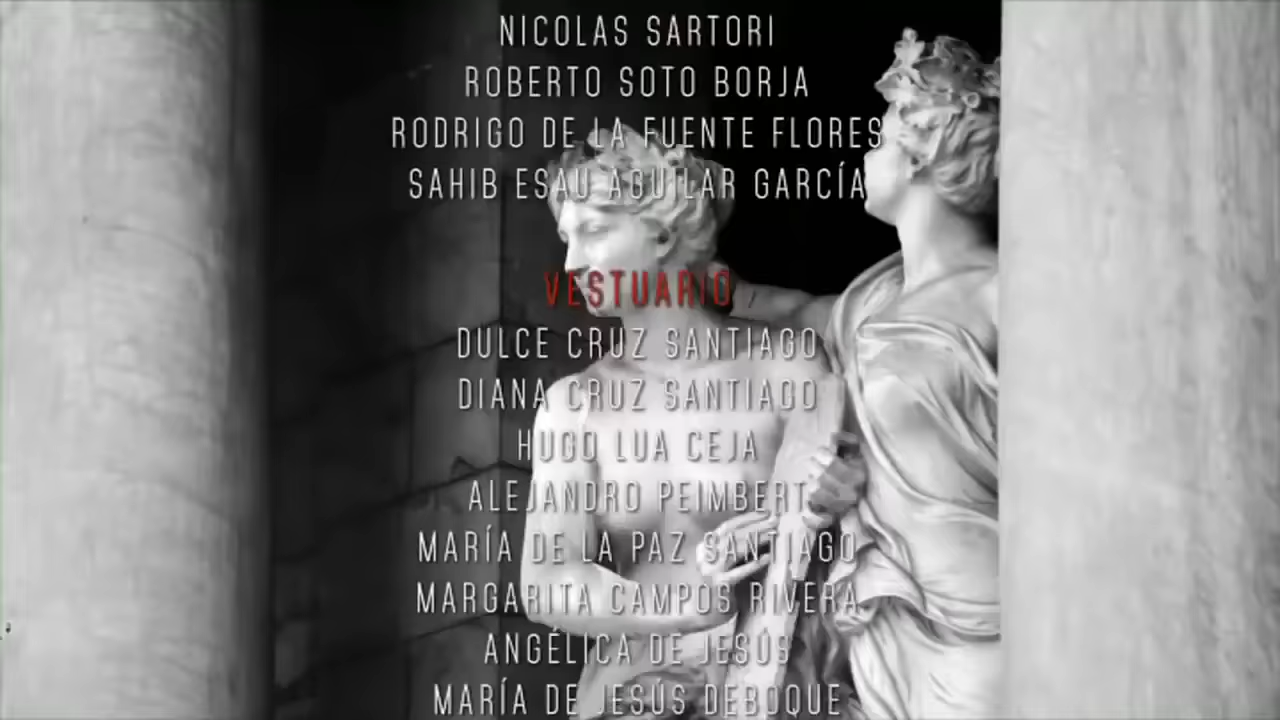 NICOLAS SARTORI
ROBERTO SOTO BORJA
RODRIGO DE LA FUENTE FLORES
SAHIB ESAU AGUILAR GARCÍA
VESTUARIO
DULCE CRUZ SANTIAGO
DIANA CRUZ SANTIAGO
HUGO LUA CEJA
ALEJANDRO PEIMBERT
MARÍA DE LA PAZ SANTIAGO
MARGARITA CAMPOS RIVERA
ANGÉLICA DE JESÚS
MARÍA DE JESÚS DEBOQUE